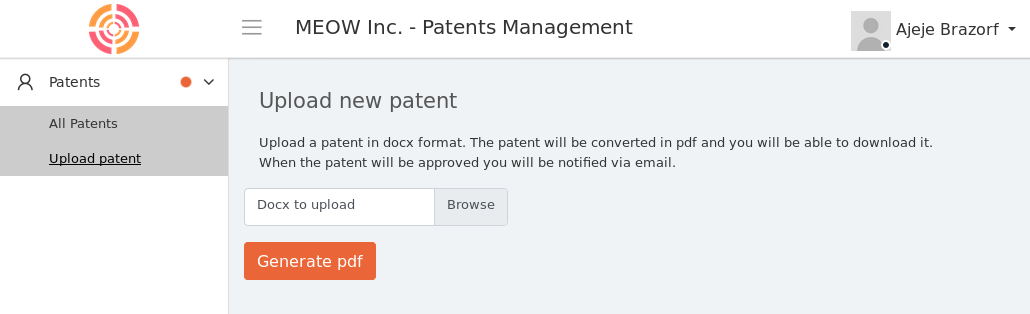 MEOW Inc. - Patents Management
Ajeje Brazorf
Patents
All Patents
Upload patent
Upload new patent
Upload a patent in docx format. The patent will be converted in pdf and you will be able to download it.
When the patent will be approved you will be notified via email.
Docx to upload
Browse
Generate pdf